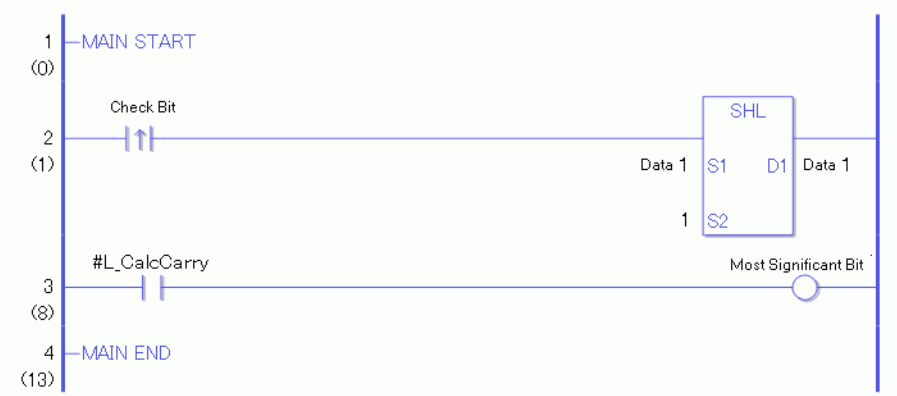 1 MAIN START
(0)
Check Bit
SHL
2
(1)
Data 1 S1 D1 Data 1
1 S2
#L_CalcCarry Most Significant Bit
3
(8)
4 MAIN END
(13)